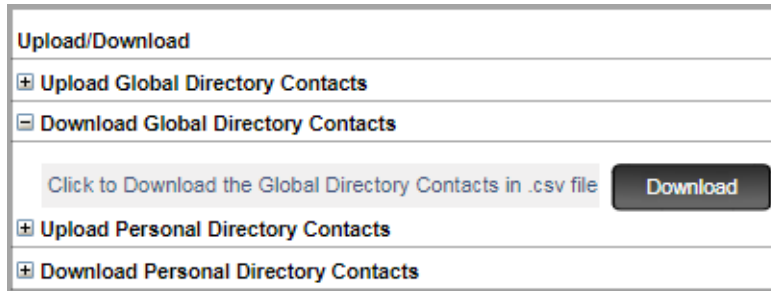 Upload/Download
Upload Global Directory Contacts
Download Global Directory Contacts
Click to Download the Global Directory Contacts in .csv file Download
Upload Personal Directory Contacts
Download Personal Directory Contacts